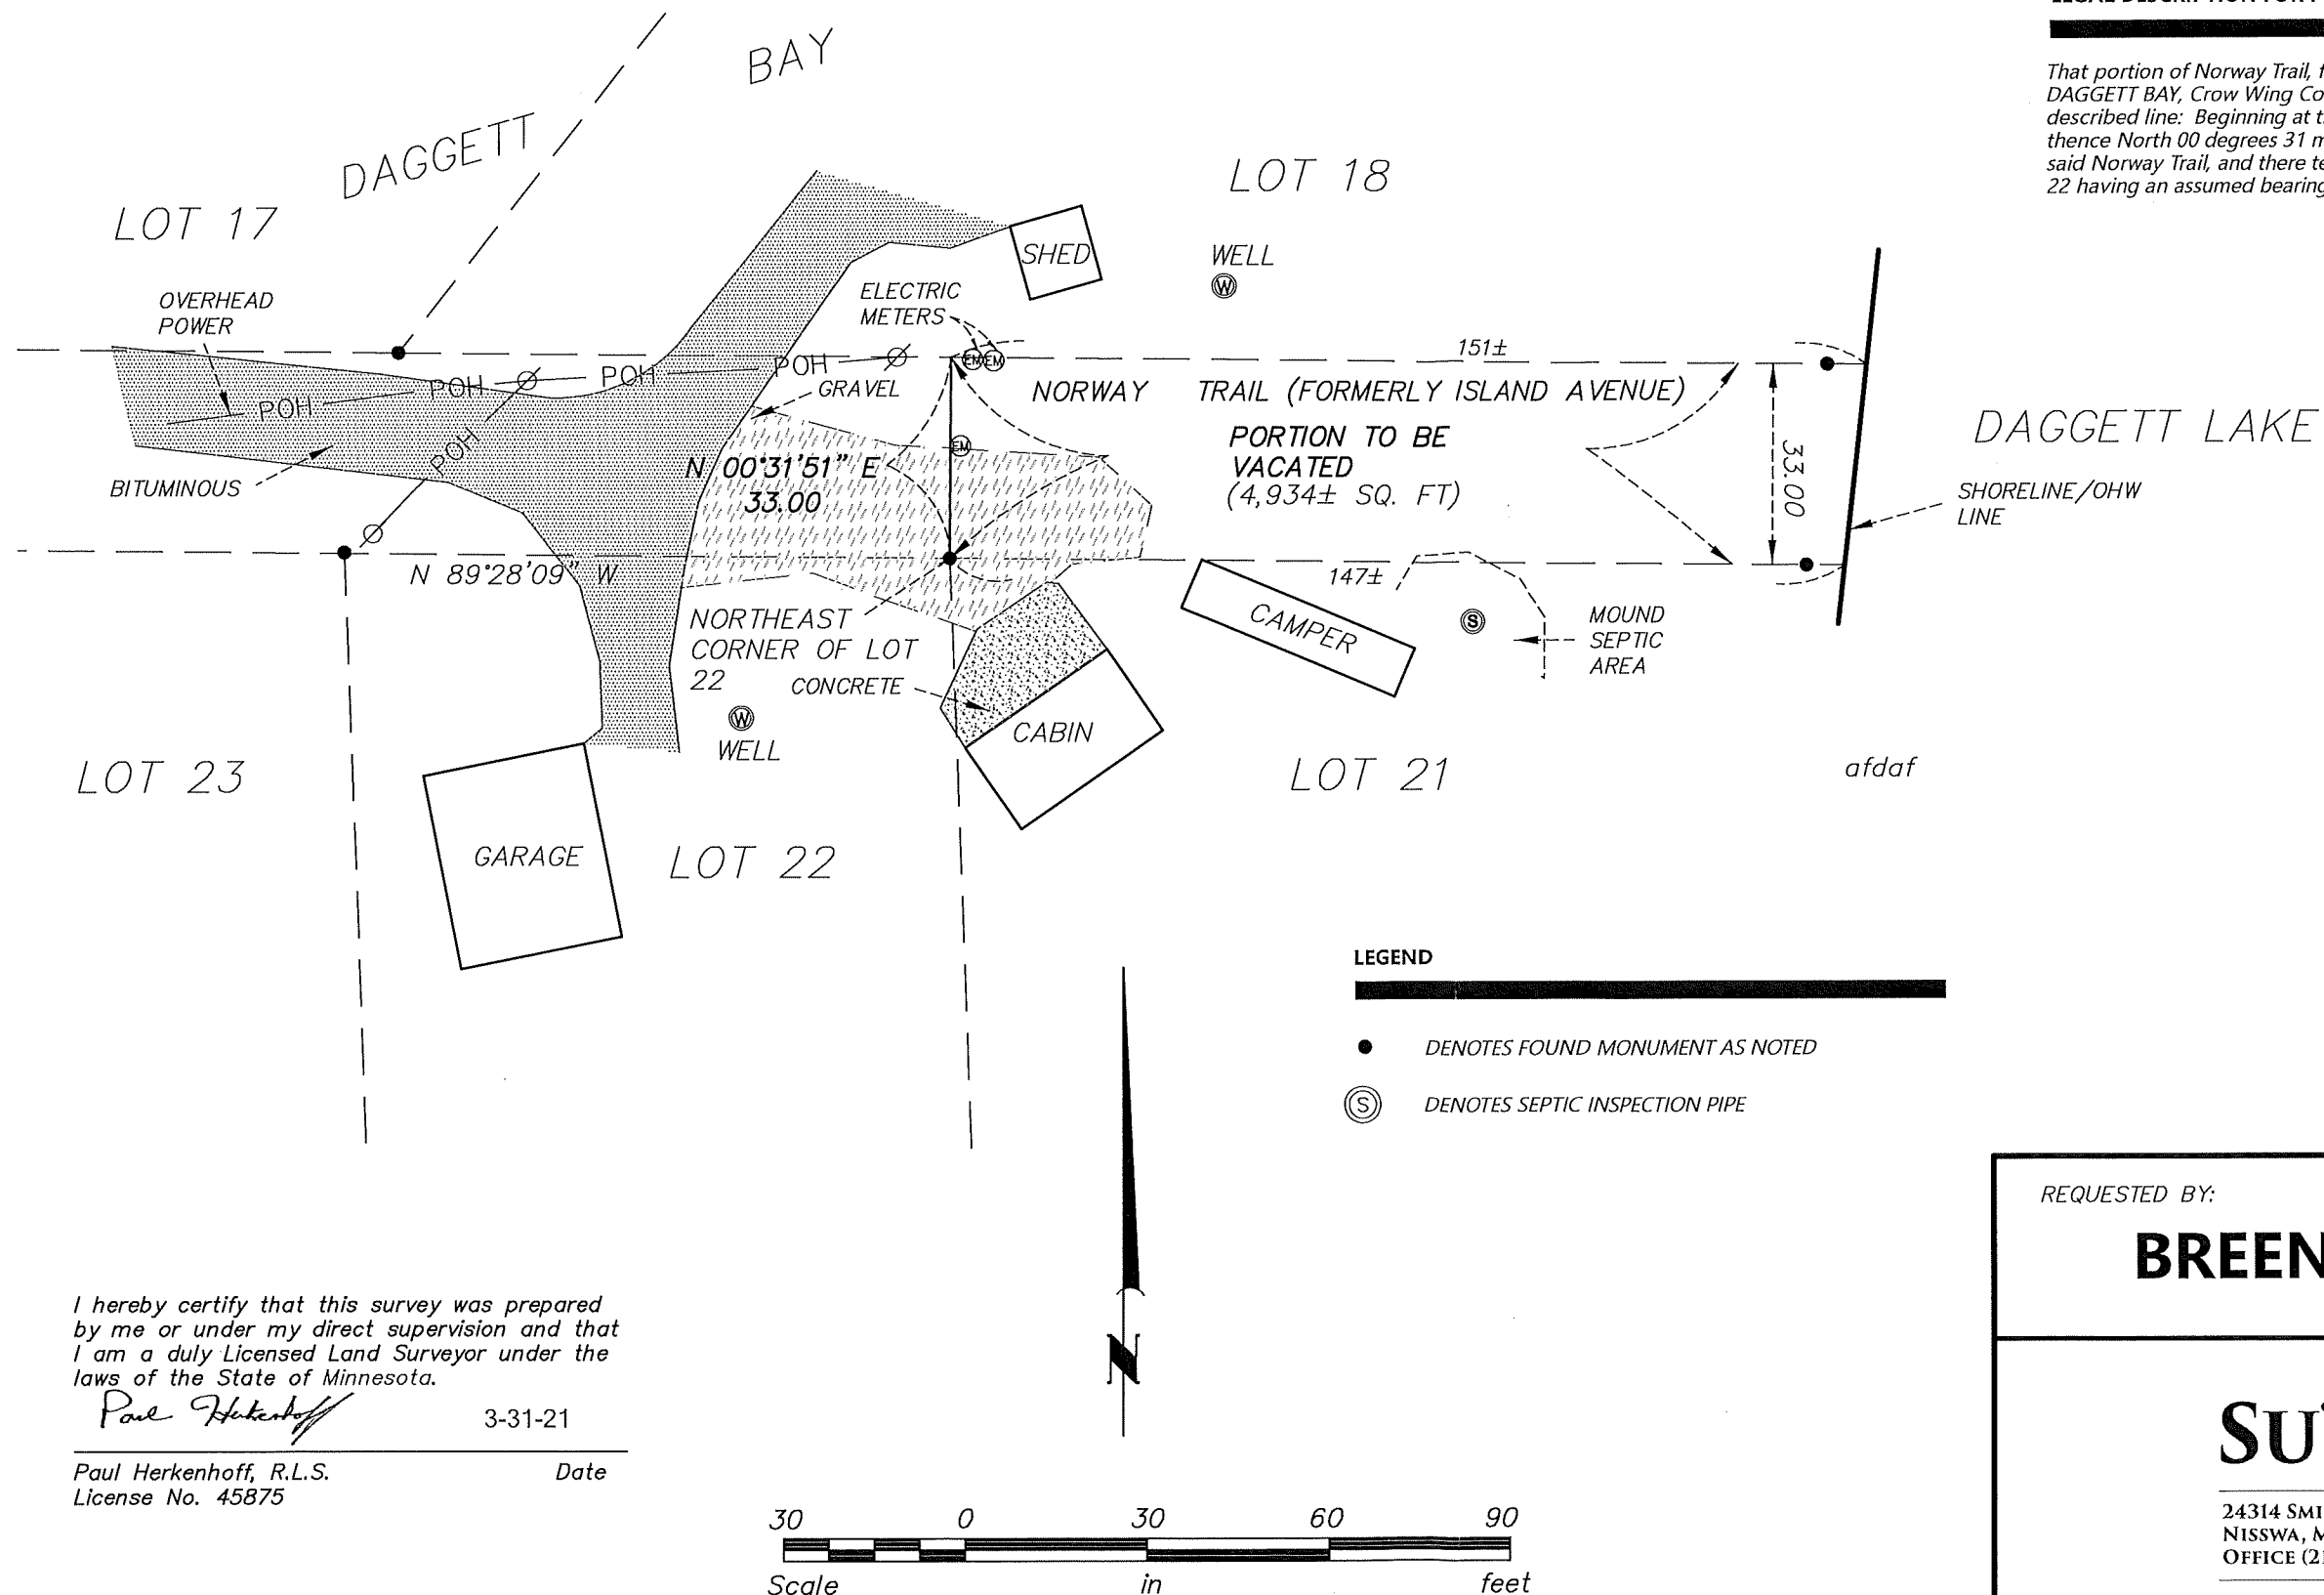 That portion of Norway Trail, f
DAGGETT BAY, Crow Wing Co
described line: Beginning at t
thence North 00 degrees 31 m
said Norway Trail, and there te
22 having an assumed bearing
DAGGETT BAY
LOT 17
LOT 18
SHED
WELL
W
OVERHEAD
POWER
ELECTRIC
METERS
EM EM
POH POH POH POH
POH
GRAVEL
BITUMINOUS
151±
NORWAY TRAIL (FORMERLY ISLAND AVENUE)
PORTION TO BE
VACATED
(4,934± SQ. FT)
33.00
DAGGETT LAKE
SHORELINE/OHW
LINE
EM
N 00°31'51" E
33.00
N 89°28'09" W
147±
NORTHEAST
CORNER OF LOT
22
CONCRETE
CAMPER
S
MOUND
SEPTIC
AREA
W
WELL
CABIN
LOT 23
GARAGE
LOT 22
LOT 21
afdaf
LEGEND
DENOTES FOUND MONUMENT AS NOTED
S DENOTES SEPTIC INSPECTION PIPE
N
I hereby certify that this survey was prepared
by me or under my direct supervision and that
I am a duly Licensed Land Surveyor under the
laws of the State of Minnesota.
Paul Herkenhoff 3-31-21
Paul Herkenhoff, R.L.S. Date
License No. 45875
30 0 30 60 90
Scale in feet
REQUESTED BY:
BREEN
SU
24314 SMI
NISSWA, M
OFFICE (2